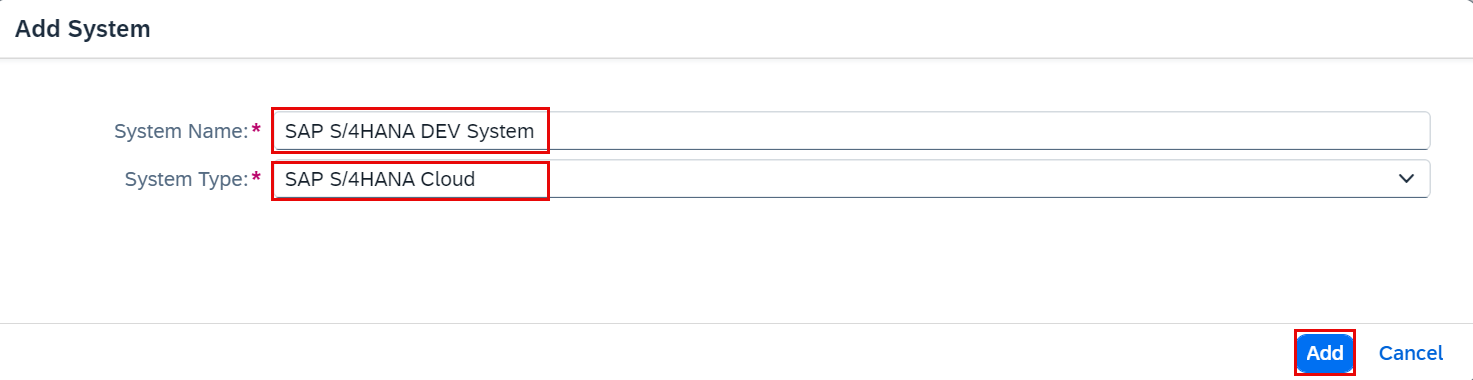 Add System
System Name:* SAP S/4HANA DEV System
System Type:* SAP S/4HANA Cloud
Add Cancel